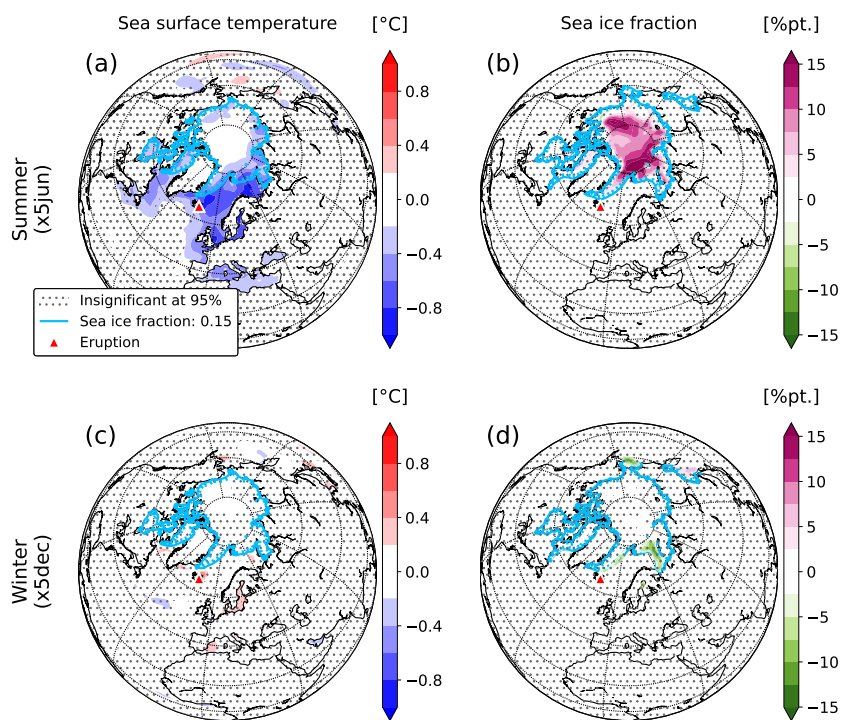 Sea surface temperature
[°C]
Sea ice fraction
[%pt.]
(a)
0.8
0.4
0.0
−0.4
−0.8
(b)
15
10
5
0
−5
−10
−15
Summer
(x5jun)
Insignificant at 95%
Sea ice fraction: 0.15
Eruption
[°C]
[%pt.]
(c)
0.8
0.4
0.0
−0.4
−0.8
(d)
15
10
5
0
−5
−10
−15
Winter
(x5dec)